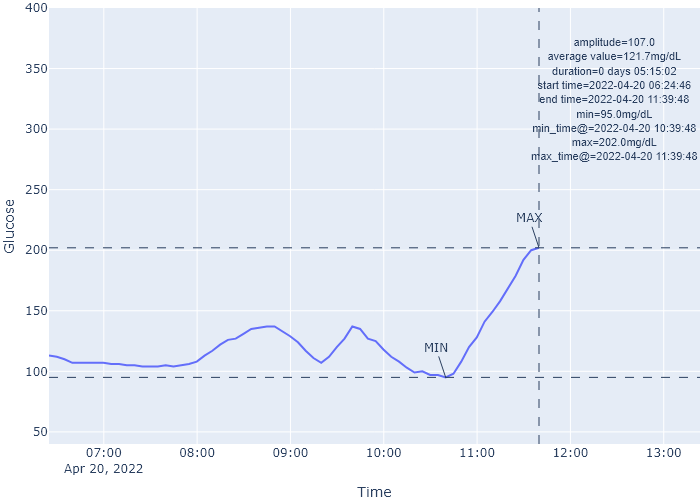 400
350
300
250
200
150
100
50
Glucose
amplitude=107.0
average value=121.7mg/dL
duration=0 days 05:15:02
start time=2022-04-20 06:24:46
end time=2022-04-20 11:39:48
min=95.0mg/dL
min_time@=2022-04-20 10:39:48
max=202.0mg/dL
max_time@=2022-04-20 11:39:48
MAX
MIN
07:00 08:00 09:00 10:00 11:00 12:00 13:00
Apr 20, 2022
Time